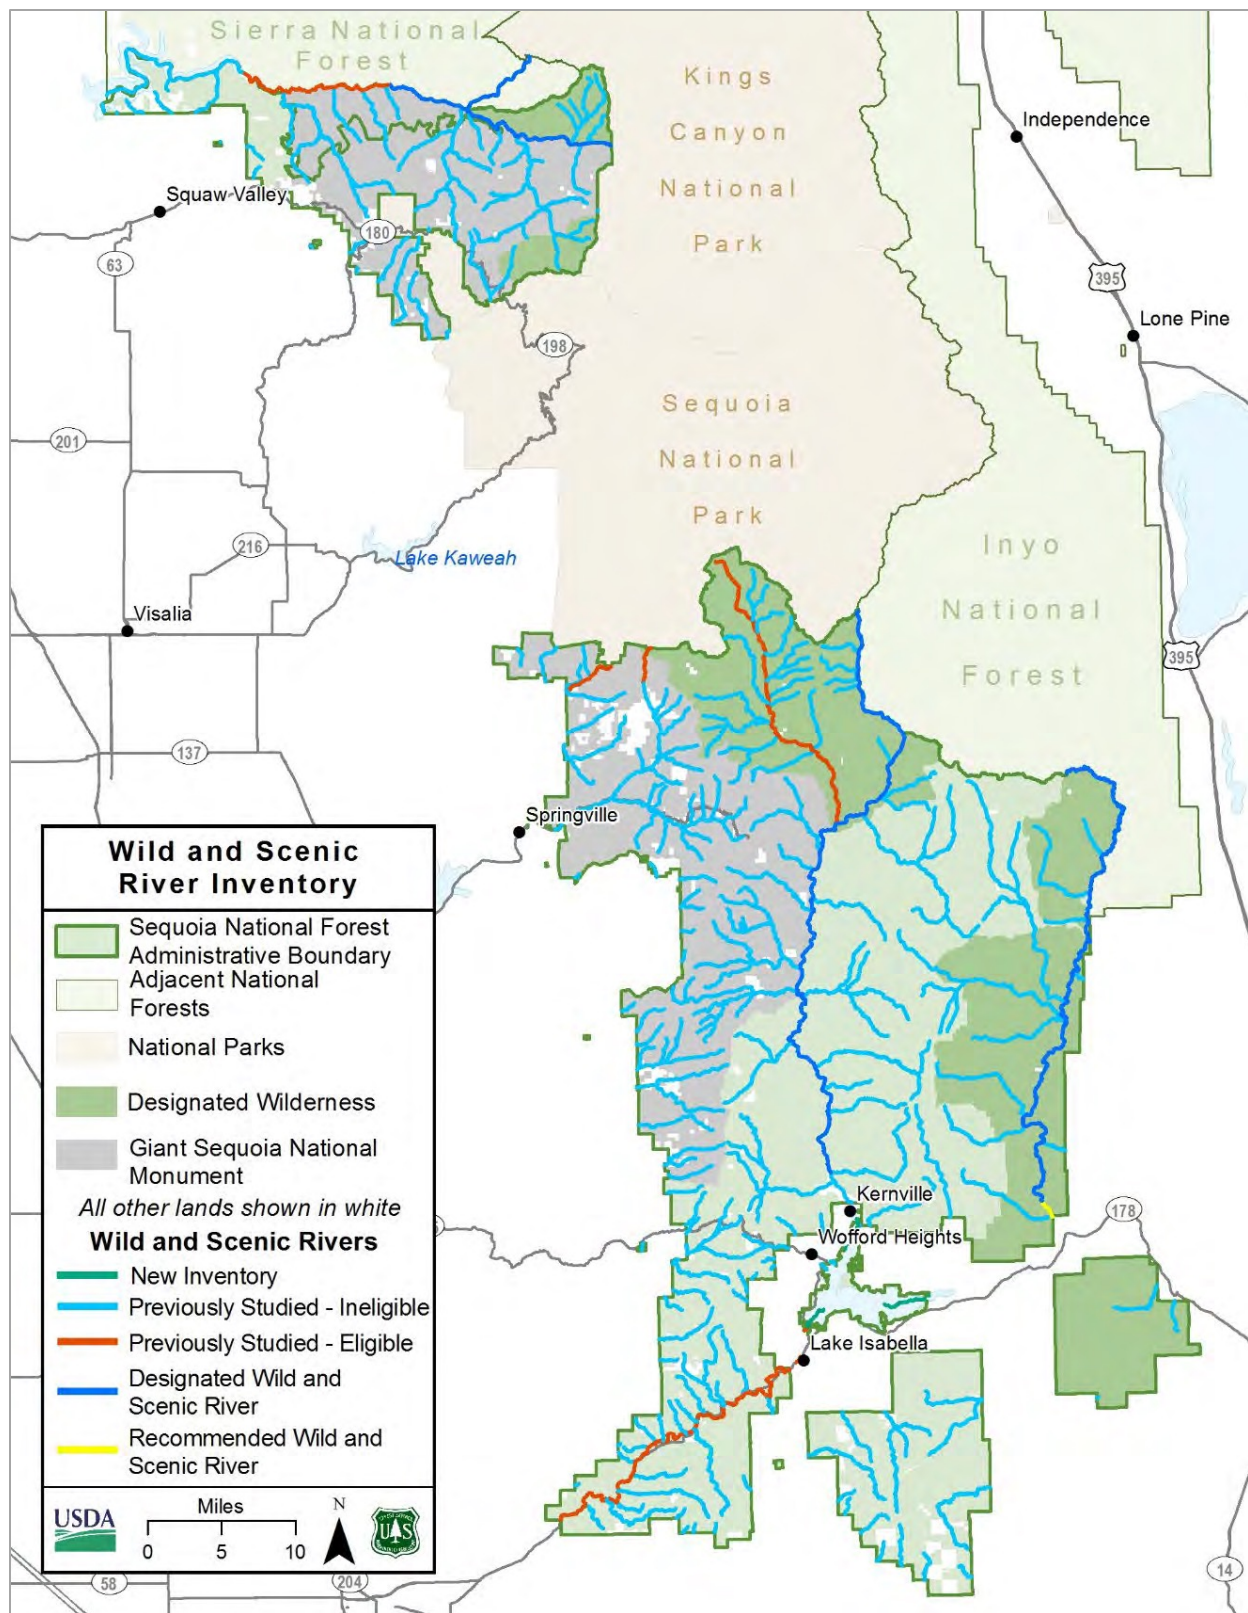 Sierra National
Forest
Kings
Canyon
National
Park
Independence
Squaw Valley
180
63
395
Lone Pine
198
Sequoia
National
Park
201
216
Lake Kaweah
Inyo
National
Forest
Visalia
395
137
Springville
Wild and Scenic
River Inventory
Sequoia National Forest
Administrative Boundary
Adjacent National
Forests
National Parks
Designated Wilderness
Giant Sequoia National
Monument
All other lands shown in white
Wild and Scenic Rivers
New Inventory
Previously Studied - Ineligible
Previously Studied - Eligible
Designated Wild and
Scenic River
Recommended Wild and
Scenic River
USDA
Miles
0 5 10
N
US
Kernville
178
Wofford Heights
Lake Isabella
58
204
14